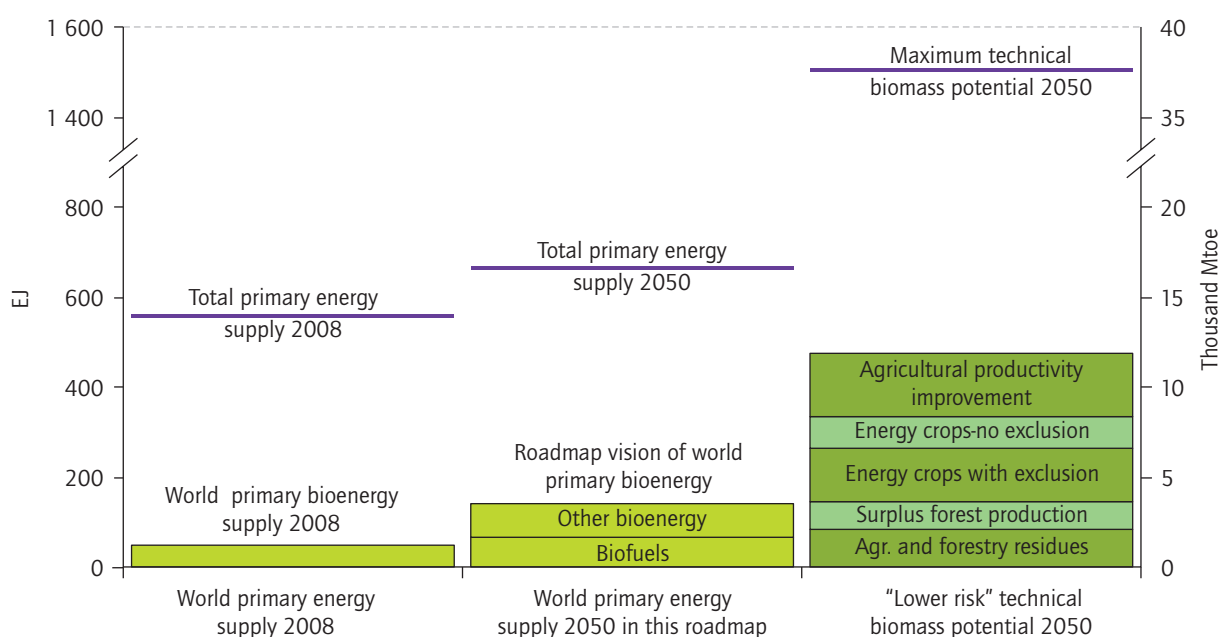 1 600
40
Maximum technical
biomass potential 2050
1 400
35
800
20
Total primary energy
supply 2050
EJ
600
15
Thousand Mtoe
Total primary energy
supply 2008
Agricultural productivity
improvement
400
10
Energy crops-no exclusion
Roadmap vision of world
primary bioenergy
Energy crops with exclusion
200
5
World primary bioenergy
supply 2008
Other bioenergy
Surplus forest production
Biofuels
Agr. and forestry residues
0
0
World primary energy
supply 2008
World primary energy
supply 2050 in this roadmap
"Lower risk" technical
biomass potential 2050